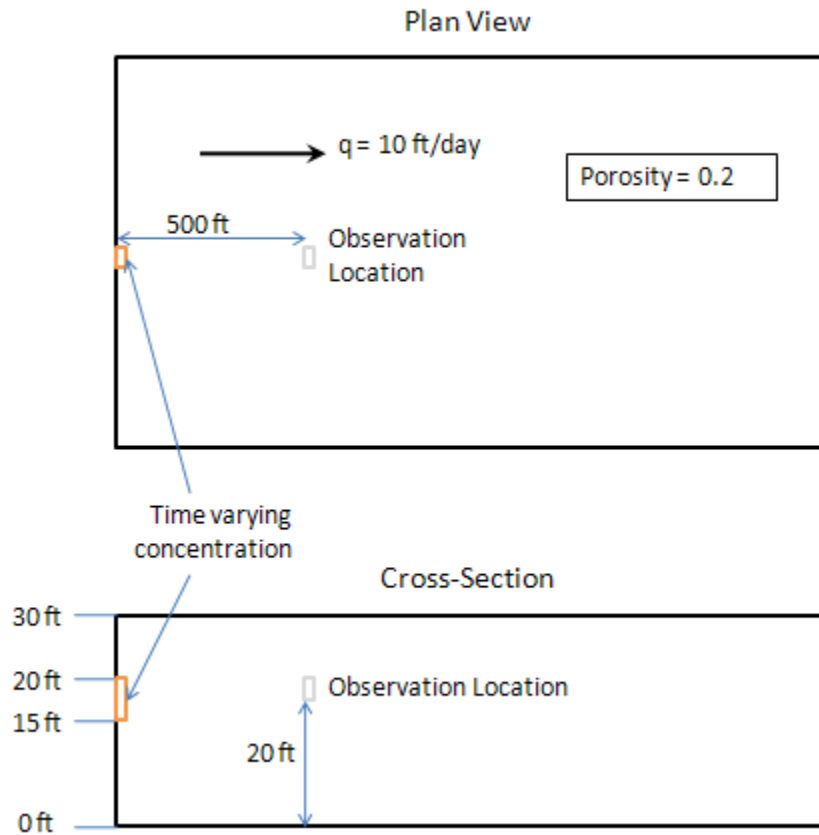 Plan View
q = 10 ft/day
Porosity = 0.2
500 ft
Observation
Location
Time varying
concentration
Cross-Section
30 ft
20 ft
Observation Location
15 ft
20 ft
0 ft